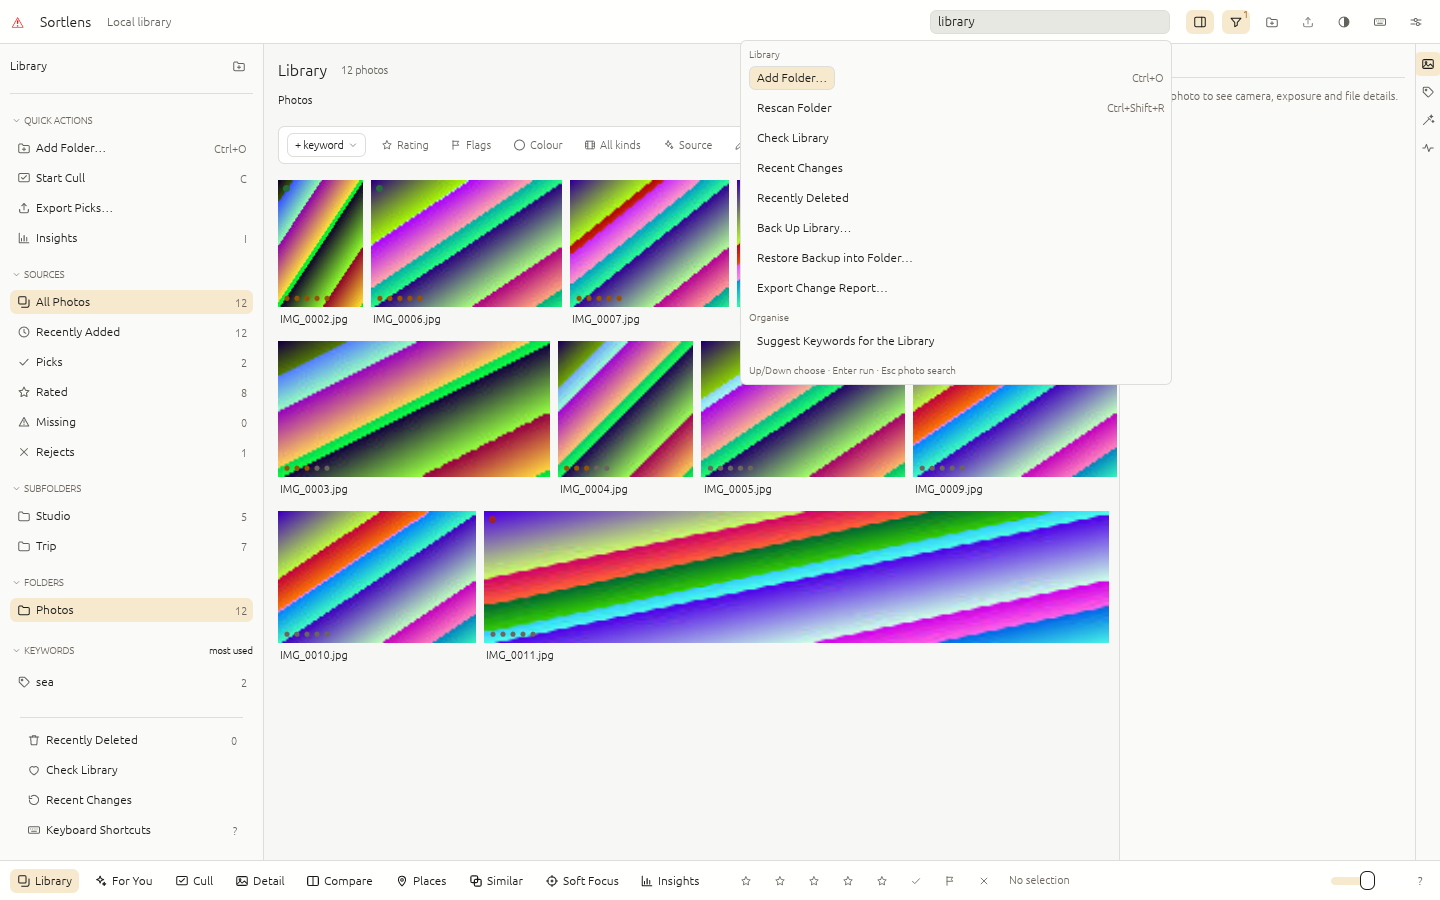 Sortlens
Local library
library
1
Library
QUICK ACTIONS
Add Folder... Ctrl+O
Start Cull C
Export Picks...
Insights I
SOURCES
All Photos 12
Recently Added 12
Picks 2
Rated 8
Missing 0
Rejects 1
SUBFOLDERS
Studio 5
Trip 7
FOLDERS
Photos 12
KEYWORDS most used
sea 2
Recently Deleted 0
Check Library
Recent Changes
Keyboard Shortcuts ?
Library 12 photos
Photos
+ keyword
Rating
Flags
Colour
All kinds
Source
IMG_0002.jpg
IMG_0006.jpg
IMG_0007.jpg
IMG_0003.jpg
IMG_0004.jpg
IMG_0005.jpg
IMG_0009.jpg
IMG_0010.jpg
IMG_0011.jpg
Library
Add Folder... Ctrl+O
Rescan Folder Ctrl+Shift+R
Check Library
Recent Changes
Recently Deleted
Back Up Library...
Restore Backup into Folder...
Export Change Report...
Organise
Suggest Keywords for the Library
Up/Down choose · Enter run · Esc photo search
photo to see camera, exposure and file details.
Library
For You
Cull
Detail
Compare
Places
Similar
Soft Focus
Insights
No selection
?